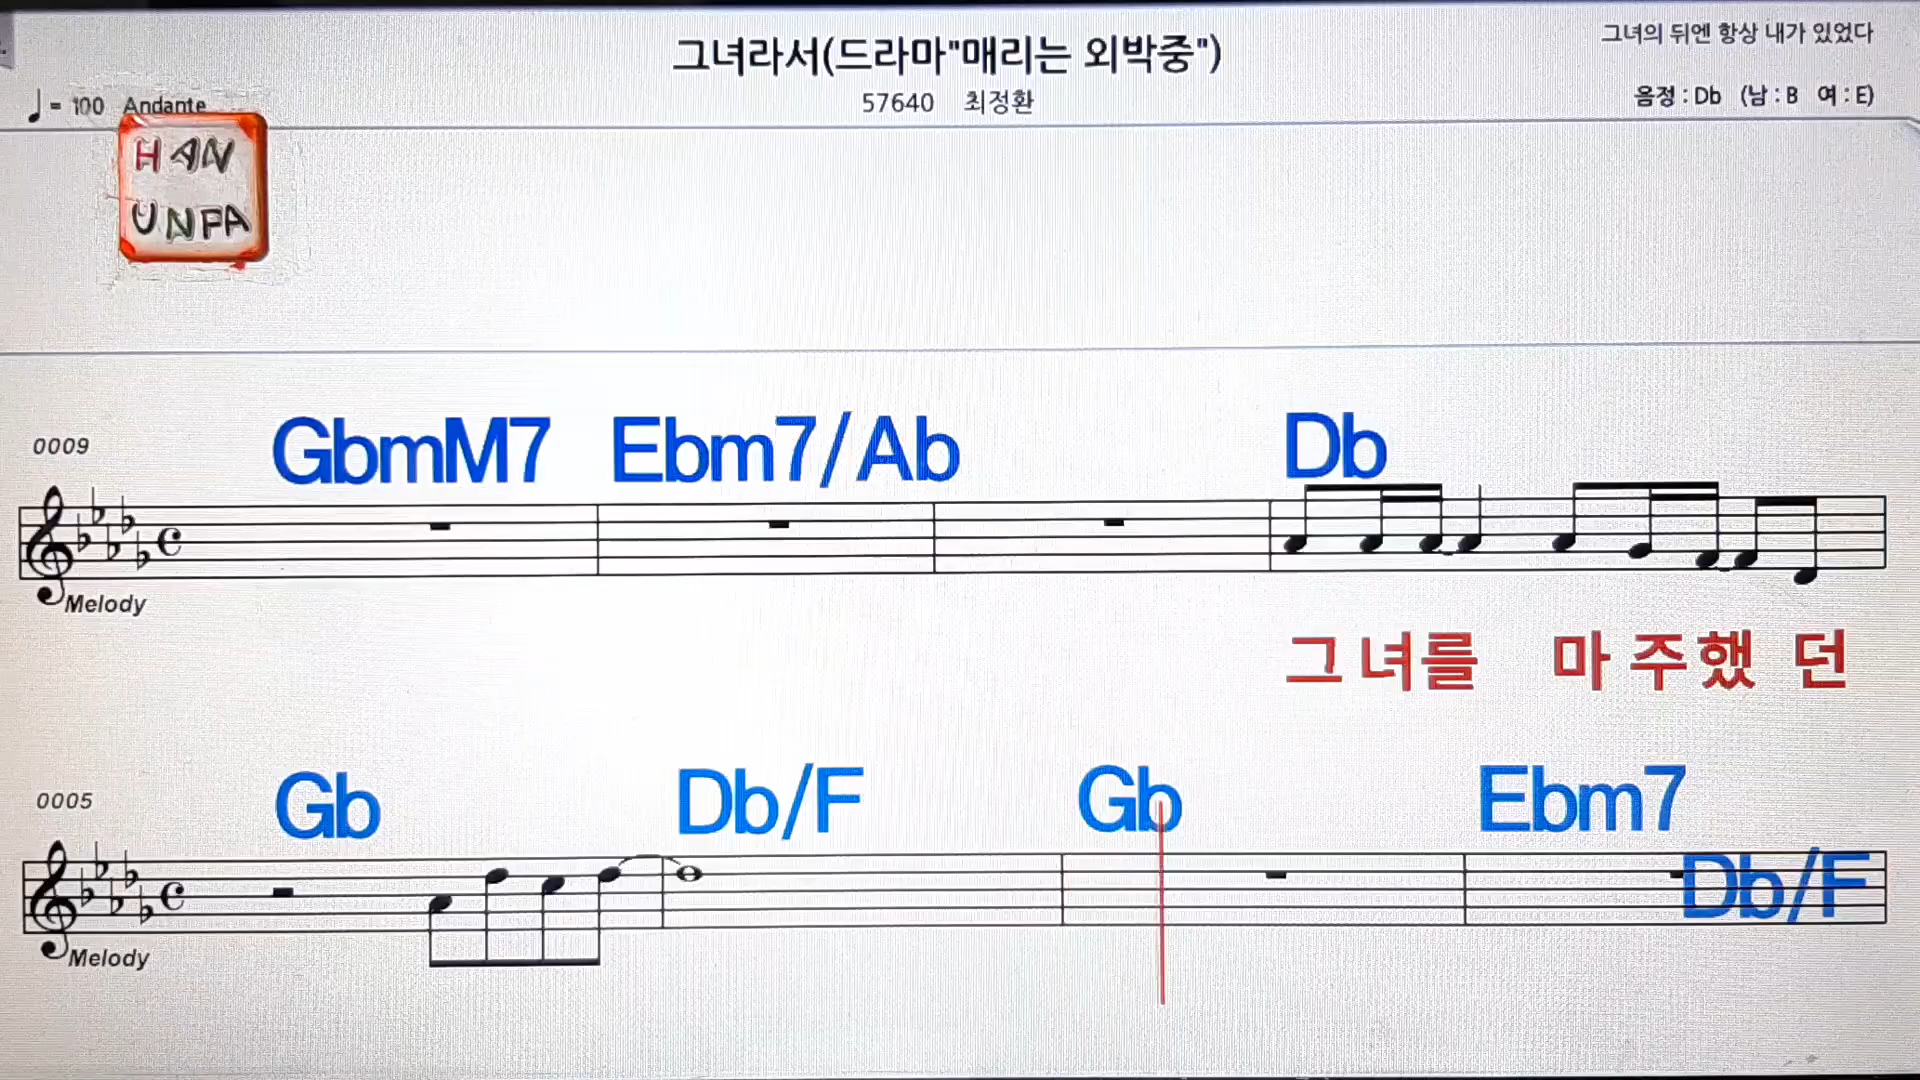 그녀라서(드라마"매리는 외박중")
그녀의 뒤엔 항상 내가 있었다
= 100 Andante
57640 최정환
음정 : Db (남 : B 여 : E)
HAN
UNFA
0009
GbmM7 Ebm7/Ab Db
Melody
그녀를 마주했던
0005
Gb Db/F Gb Ebm7
Db/F
Melody